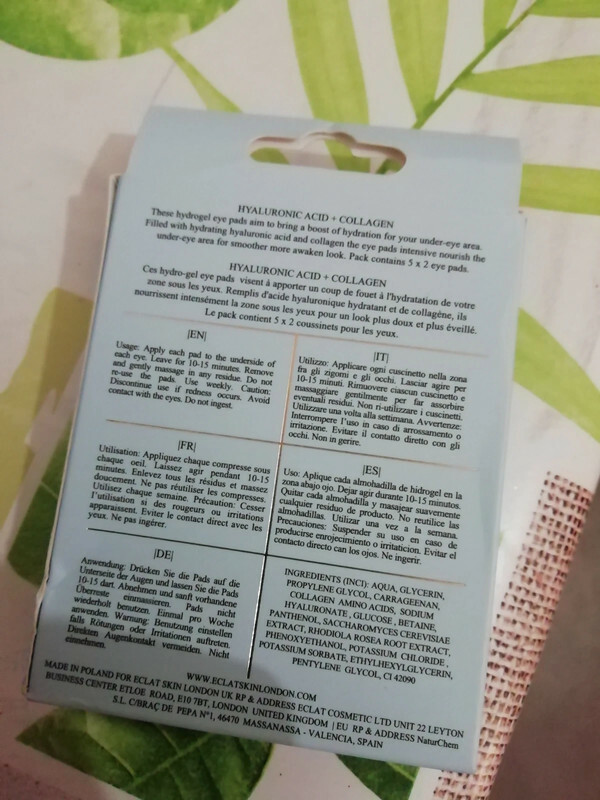 HYALURONIC ACID + COLLAGEN
These hydrogel eye pads aim to bring a boost of hydration for your under-eye area.
Filled with hydrating hyaluronic acid and collagen the eye pads intensive nourish the
under-eye area for smoother more awaken look. Pack contains 5 x 2 eye pads.
HYALURONIC ACID + COLLAGEN
Ces hydro-gel eye pads visent à apporter un coup de fouet à l'hydratation de votre
zone sous les yeux. Remplis d'acide hyaluronique hydratant et de collagène, ils
nourrissent intensément la zone sous les yeux pour un look plus doux et plus éveillé.
Le pack contient 5 x 2 coussinets pour les yeux.
|EN|
Usage: Apply each pad to the underside of
each eye. Leave for 10-15 minutes. Remove
and gently massage in any residue. Do not
re-use the pads. Use weekly. Caution:
Discontinue use if redness occurs. Avoid
contact with the eyes. Do not ingest.
|IT|
Utilizzo: Applicare ogni cuscinetto nella zona
fra gli zigomi e gli occhi. Lasciar agire per
10-15 minuti. Rimuovere ciascun cuscinetto e
massaggiare gentilmente per far assorbire
eventuali residui. Non ri-utilizzare i cuscinetti.
Utilizzare una volta alla settimana. Avvertenze:
Interrompere l'uso in caso di arrossamento o
irritazione. Evitare il contatto diretto con gli
occhi. Non in gerire.
|FR|
Utilisation: Appliquez chaque compresse sous
chaque oeil. Laissez agir pendant 10-15
minutes. Enlevez tous les résidus et massez
doucement. Ne pas réutiliser les compresses.
Utilisez chaque semaine. Précaution: Cesser
l'utilisation si des rougeurs ou irritations
apparaissent. Eviter le contact direct avec les
yeux. Ne pas ingérer.
|ES|
Uso: Aplique cada almohadilla de hidrogel en la
zona abajo ojo. Dejar agir durante 10-15 minutos.
Quitar cada almohadilla y masajear suavemente
cualquier residuo de producto. No reutilice las
almohadillas. Utilizar una vez a la semana.
Precauciones: Suspender su uso en caso de
producirse enrojecimiento o irriticacion. Evitar el
contacto directo can los ojos. Ne ingerir.
|DE|
Anwendung: Drücken Sie die Pads auf die
Unterseite der Augen und lassen Sie die Pads
10-15 dart. Abnehmen und sanft vorhandene
Überreste enmassieren. Pads nicht
wiederholt benutzen. Einmal pro Woche
anwenden. Warnung: Benutzung einstellen
falls Rötungen oder Irritationen auftreten.
Direkten Augenkontakt vermeiden. Nicht
einnehmen.
INGREDIENTS (INCI): AQUA, GLYCERIN,
PROPYLENE GLYCOL, CARRAGEENAN,
COLLAGEN AMINO ACIDS, SODIUM
HYALURONATE , GLUCOSE , BETAINE,
PANTHENOL, SACCHAROMYCES CEREVISIAE
EXTRACT, RHODIOLA ROSEA ROOT EXTRACT,
PHENOXYETHANOL, POTASSIUM CHLORIDE ,
POTASSIUM SORBATE, ETHYLHEXYLGLYCERIN,
PENTYLENE GLYCOL, CI 42090
WWW.ECLATSKINLONDON.COM
MADE IN POLAND FOR ECLAT SKIN LONDON UK RP & ADDRESS ECLAT COSMETIC LTD UNIT 22 LEYTON
BUSINESS CENTER ETLOE ROAD, E10 7BT, LONDON UNITED KINGDOM | EU RP & ADDRESS NaturChem
S.L. C/BRAÇ DE PEPA Nº1, 46470 MASSANASSA - VALENCIA, SPAIN